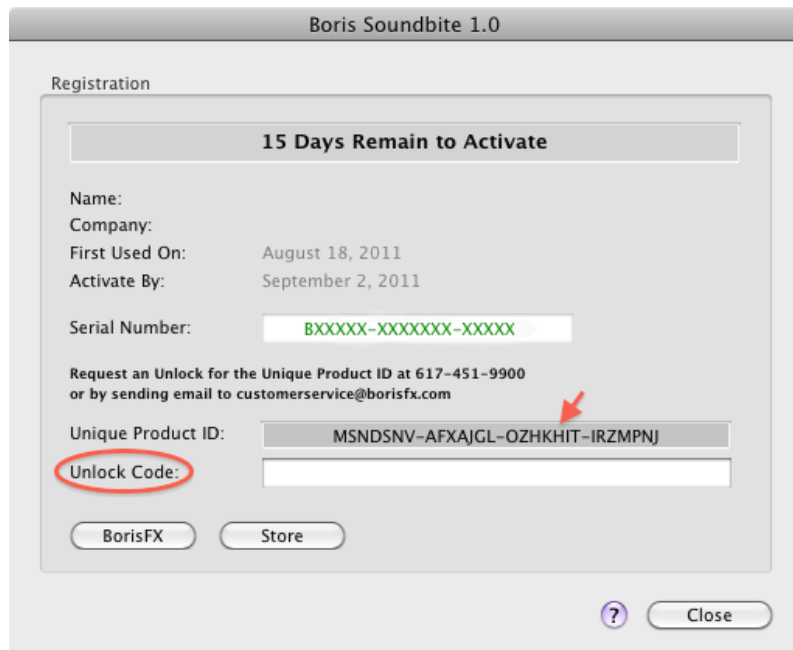 Boris Soundbite 1.0
Registration
15 Days Remain to Activate
Name:
Company:
First Used On: August 18, 2011
Activate By: September 2, 2011
Serial Number: BXXXXX-XXXXXXX-XXXXX
Request an Unlock for the Unique Product ID at 617-451-9900
or by sending email to customerservice@borisfx.com
Unique Product ID: MSNDSNV-AFXAJGL-OZHKHIT-IRZMPNJ
Unlock Code:
BorisFX Store
? Close